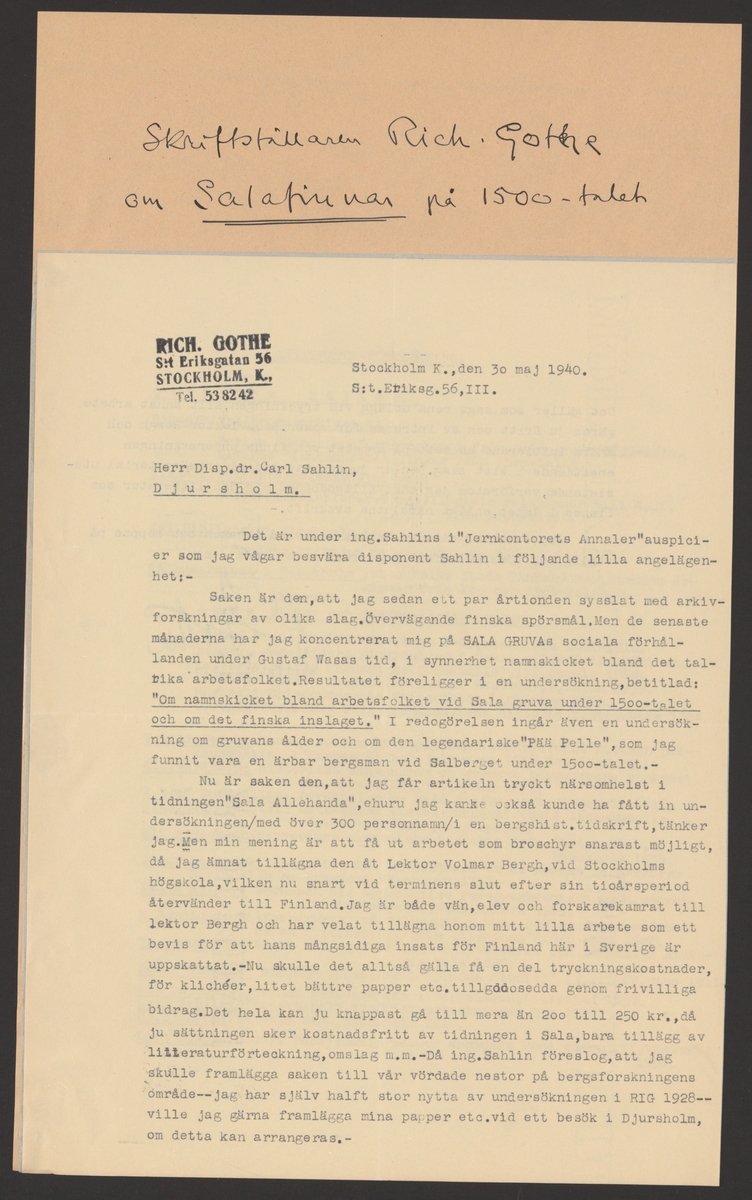 Skriftställaren Rich. Gothe
om Salafinnar på 1500-talet
RICH. GOTHE
S:t Eriksgatan 56
STOCKHOLM, K.,
Tel. 53 82 42
Stockholm K.,den 3o maj 1940.
S:t.Eriksg.56,III.
Herr Disp.dr.Carl Sahlin,
Djursholm.
Det är under ing.Sahlins i"Jernkontorets Annaler"auspici-
er som jag vågar besvära disponent Sahlin i följande lilla angelägen-
het:-
Saken är den,att jag sedan ett par årtionden sysslat med arkiv-
forskningar av olika slag.Övervägande finska spörsmål.Men de senaste
månaderna har jag koncentrerat mig på SALA GRUVAs sociala förhål-
landen under Gustaf Wasas tid, i synnerhet namnskicket bland det tal-
rika arbetsfolket.Resultatet föreligger i en undersökning,betitlad:
"Om namnskicket bland arbetsfolket vid Sala gruva under 15oo-talet
och om det finska inslaget." I redogörelsen ingår även en undersök-
ning om gruvans ålder och om den legendariske"Pää Pelle",som jag
funnit vara en ärbar bergsman vid Salberget under 15oo-talet.-
Nu är saken den,att jag får artikeln tryckt närsomhelst i
tidningen"Sala Allehanda",ehuru jag kanke också kunde ha fått in un-
dersökningen/med över 300 personnamn/i en bergshist.tidskrift,tänker
jag.Men min mening är att få ut arbetet som broschyr snarast möjligt,
då jag ämnat tillägna den åt Lektor Volmar Bergh,vid Stockholms
högskola,vilken nu snart vid terminens slut efter sin tioårsperiod
återvänder till Finland.Jag är både vän,elev och forskarekamrat till
lektor Bergh och har velat tillägna honom mitt lilla arbete som ett
bevis för att hans mångsidiga insats för Finland här i Sverige är
uppskattat.-Nu skulle det alltså gälla få en del tryckningskostnader,
för klichéer,litet bättre papper etc.tillgodosedda genom frivilliga
bidrag.Det hela kan ju knappast gå till mera än 2oo till 250 kr.,då
ju sättningen sker kostnadsfritt av tidningen i Sala,bara tillägg av
litteraturförteckning,omslag m.m.-Då ing.Sahlin föreslog,att jag
skulle framlägga saken till vår vördade nestor på bergsforskningens
område--jag har själv halft stor nytta av undersökningen i RIG 1928--
ville jag gärna framlägga mina papper etc.vid ett besök i Djursholm,
om detta kan arrangeras.-